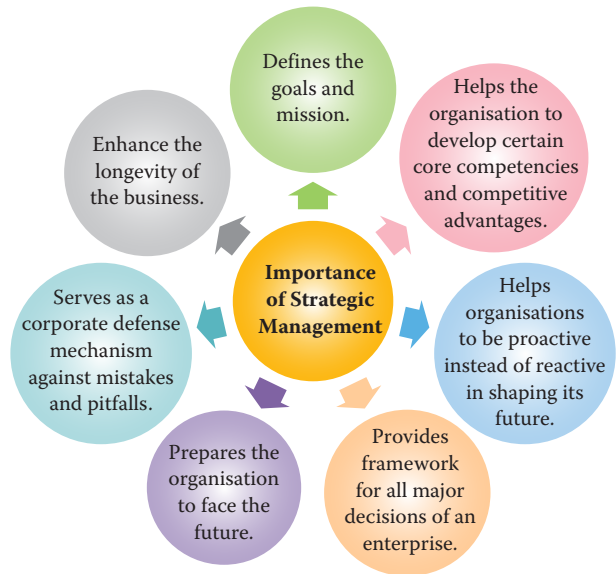 Defines the
goals and
mission.
Helps the
organisation to
develop certain
core competencies
and competitive
advantages.
Helps
organisations
to be proactive
instead of reactive
in shaping its
future.
Provides
framework
for all major
decisions of an
enterprise.
Prepares the
organisation
to face the
future.
Serves as a
corporate defense
mechanism
against mistakes
and pitfalls.
Enhance the
longevity of
the business.
Importance
of Strategic
Management